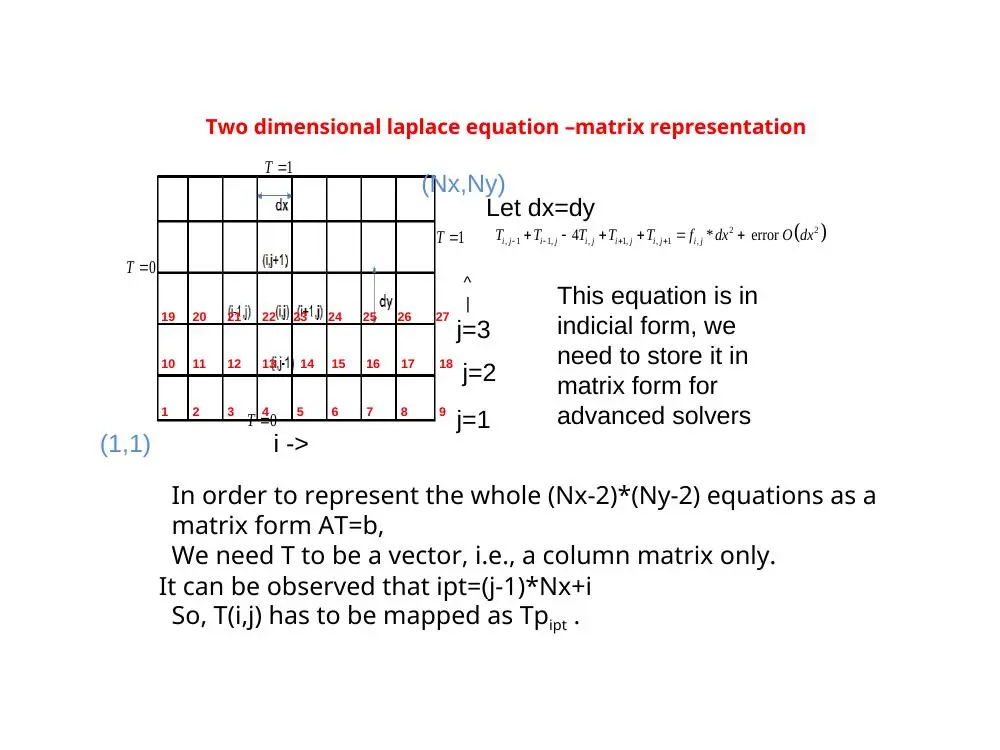 Two dimensional laplace equation –matrix representation
T =1
(Nx,Ny)
dx
Let dx=dy
T =1
T_{i,j−1} + T_{i−1,j} − 4T_{i,j} + T_{i+1,j} + T_{i,j+1} = f_{i,j} * dx² + error O(dx²)
(i,j+1)
T =0
^
|
dy
This equation is in
indicial form, we
need to store it in
matrix form for
advanced solvers
(i-1,j) (i,j) (i+1,j)
19 20 21 22 23 24 25 26 27
j=3
(i,j-1)
10 11 12 13 14 15 16 17 18
j=2
1 2 3 4 5 6 7 8 9
j=1
T =0
(1,1)
i ->
In order to represent the whole (Nx-2)*(Ny-2) equations as a
matrix form AT=b,
We need T to be a vector, i.e., a column matrix only.
It can be observed that ipt=(j-1)*Nx+i
So, T(i,j) has to be mapped as Tp_{ipt} .